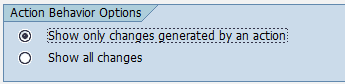 Action Behavior Options
Show only changes generated by an action
Show all changes